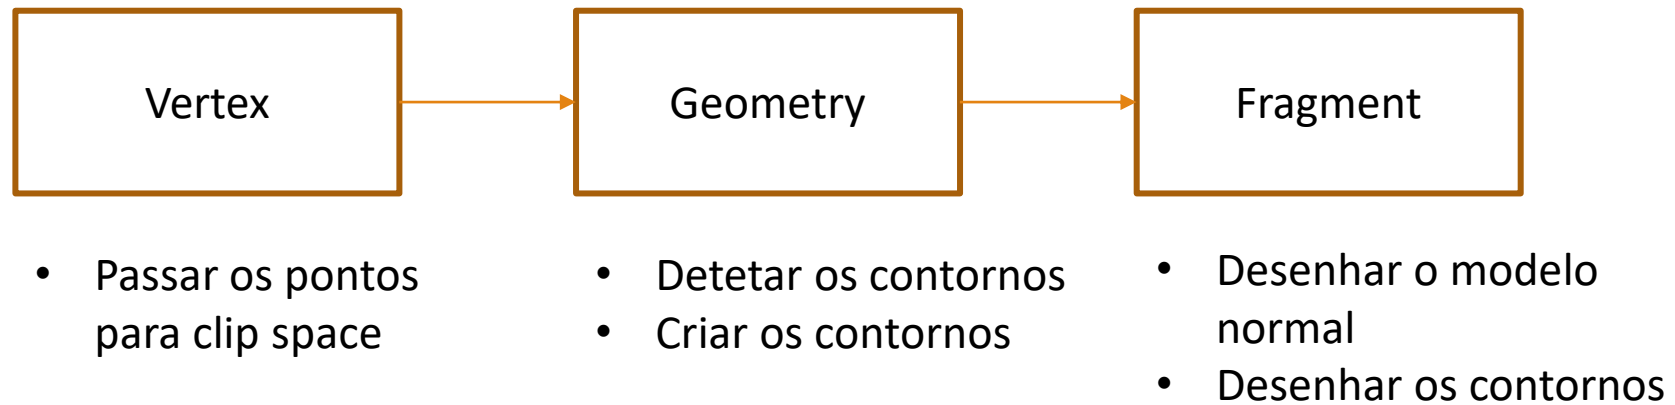 Vertex
Geometry
Fragment
• Passar os pontos
para clip space
• Detetar os contornos
• Criar os contornos
• Desenhar o modelo
normal
• Desenhar os contornos